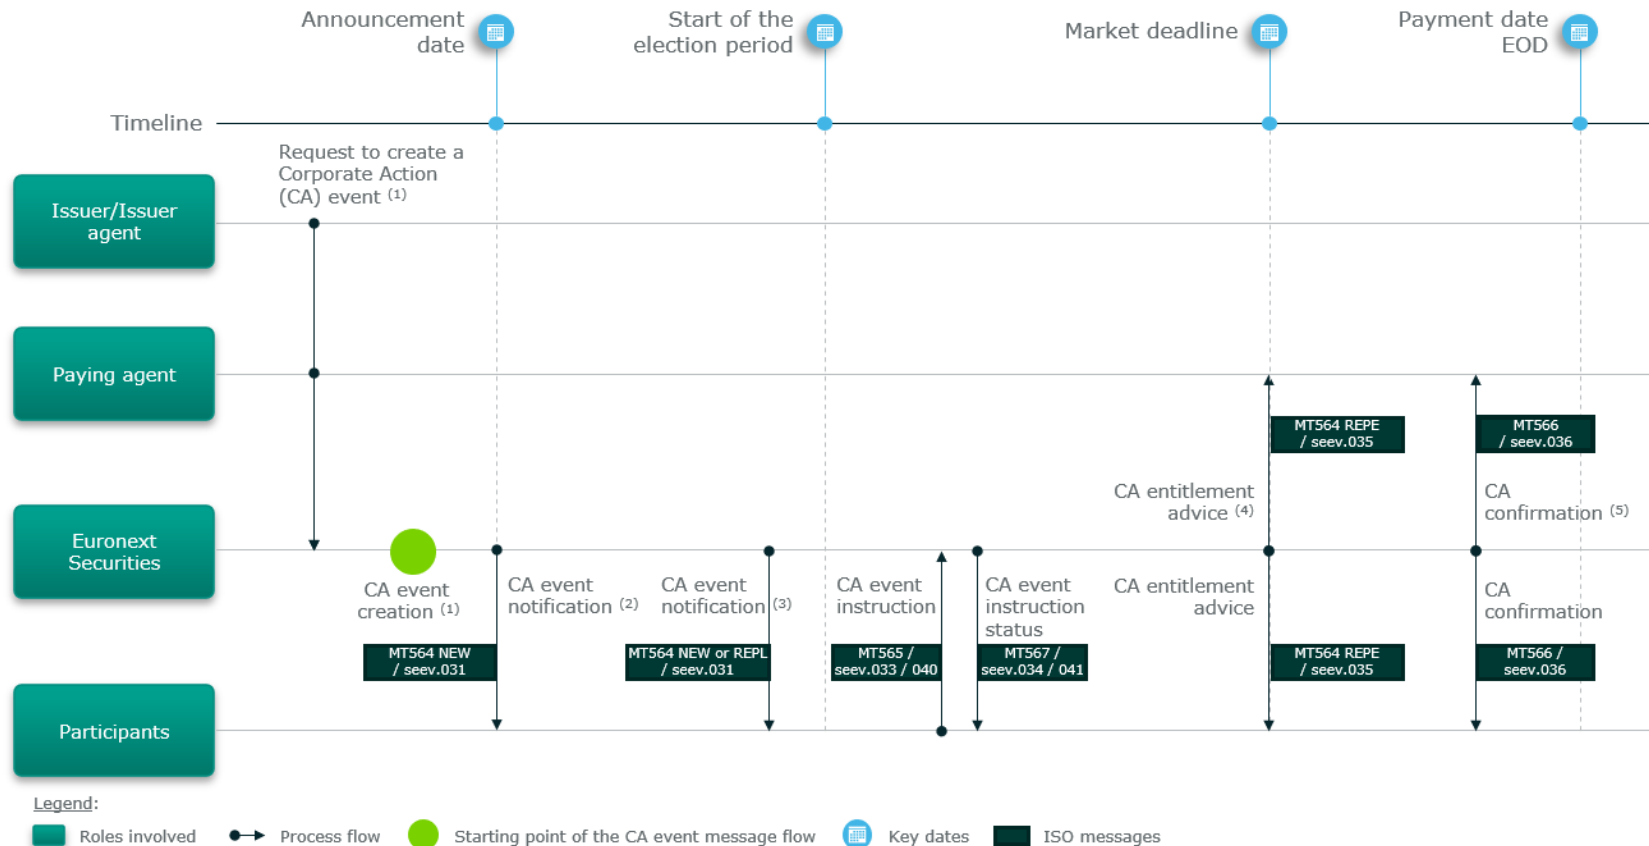 Announcement
date
Start of the
election period
Market deadline
Payment date
EOD
Timeline
Request to create a
Corporate Action
(CA) event (1)
Issuer/Issuer
agent
Paying agent
MT564 REPE
/ seev.035
MT566
/ seev.036
CA entitlement
advice (4)
CA
confirmation (5)
Euronext
Securities
CA event
creation (1)
CA event
notification (2)
CA event
notification (3)
CA event
instruction
CA event
instruction
status
CA entitlement
advice
CA
confirmation
MT564 NEW
/ seev.031
MT564 NEW or REPL
/ seev.031
MT565 /
seev.033 / 040
MT567 /
seev.034 / 041
MT564 REPE
/ seev.035
MT566 /
seev.036
Participants
Legend:
Roles involved
Process flow
Starting point of the CA event message flow
Key dates
ISO messages